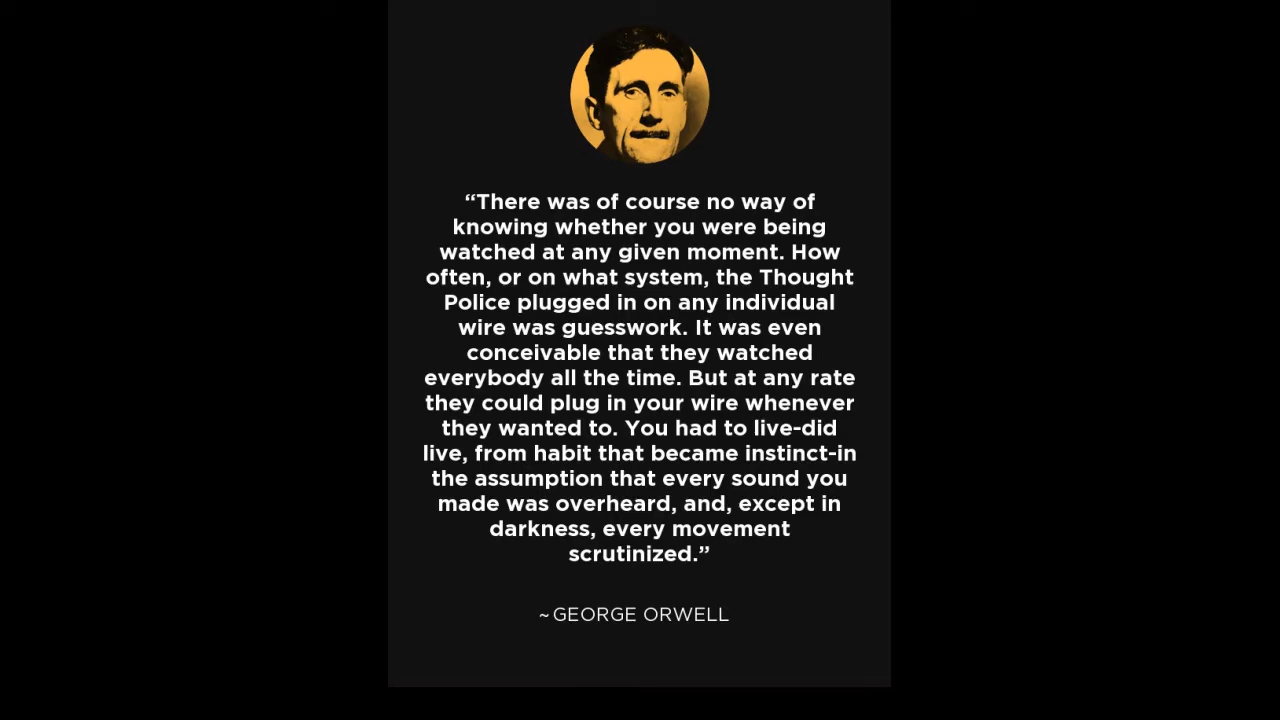 “There was of course no way of
knowing whether you were being
watched at any given moment. How
often, or on what system, the Thought
Police plugged in on any individual
wire was guesswork. It was even
conceivable that they watched
everybody all the time. But at any rate
they could plug in your wire whenever
they wanted to. You had to live-did
live, from habit that became instinct-in
the assumption that every sound you
made was overheard, and, except in
darkness, every movement
scrutinized.”
~ GEORGE ORWELL